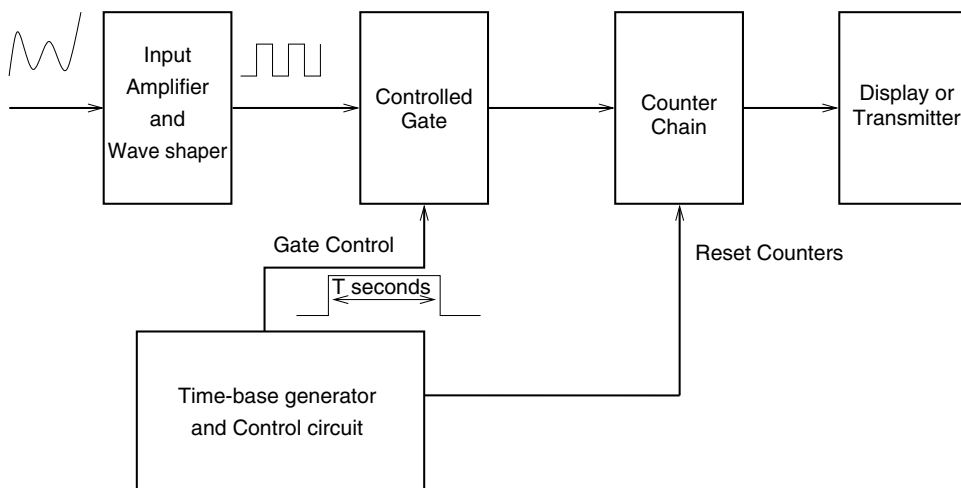 Input
Amplifier
and
Wave shaper
Controlled
Gate
Counter
Chain
Display or
Transmitter
Gate Control
T seconds
Reset Counters
Time-base generator
and Control circuit